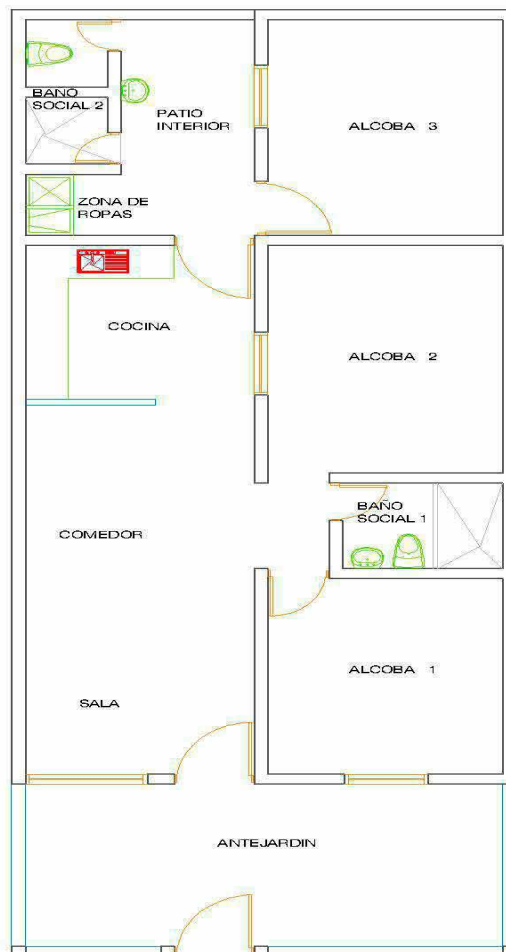 BAÑO
SOCIAL 2
PATIO
INTERIOR
ALCOBA 3
ZONA DE
ROPAS
COCINA
ALCOBA 2
BAÑO
SOCIAL 1
COMEDOR
ALCOBA 1
SALA
ANTEJARDIN